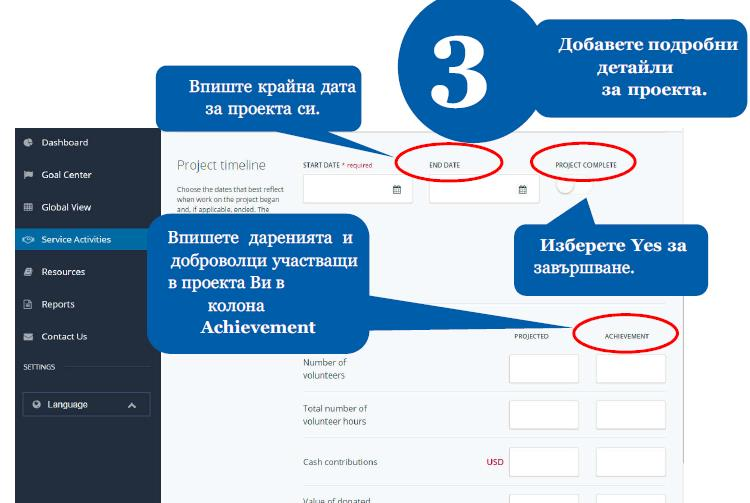 3
Добавете подробни
детайли
за проекта.
Впиште крайна дата
за проекта си.
Dashboard
Goal Center
Global View
Service Activities
Resources
Reports
Contact Us
SETTINGS
Language
Project timeline
Choose the dates that best reflect
when work on the project began
and, if applicable, ended. The
START DATE * required
END DATE
PROJECT COMPLETE
Впишете даренията и
доброволци участващи
в проекта Ви в
колона
Achievement
Изберете Yes за
завършване.
PROJECTED
ACHIEVEMENT
Number of
volunteers
Total number of
volunteer hours
Cash contributions
USD
Value of donated